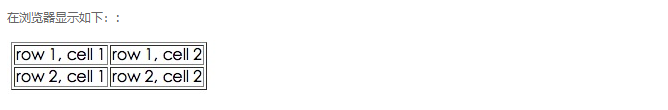 在浏览器显示如下：:
row 1, cell 1 row 1, cell 2
row 2, cell 1 row 2, cell 2